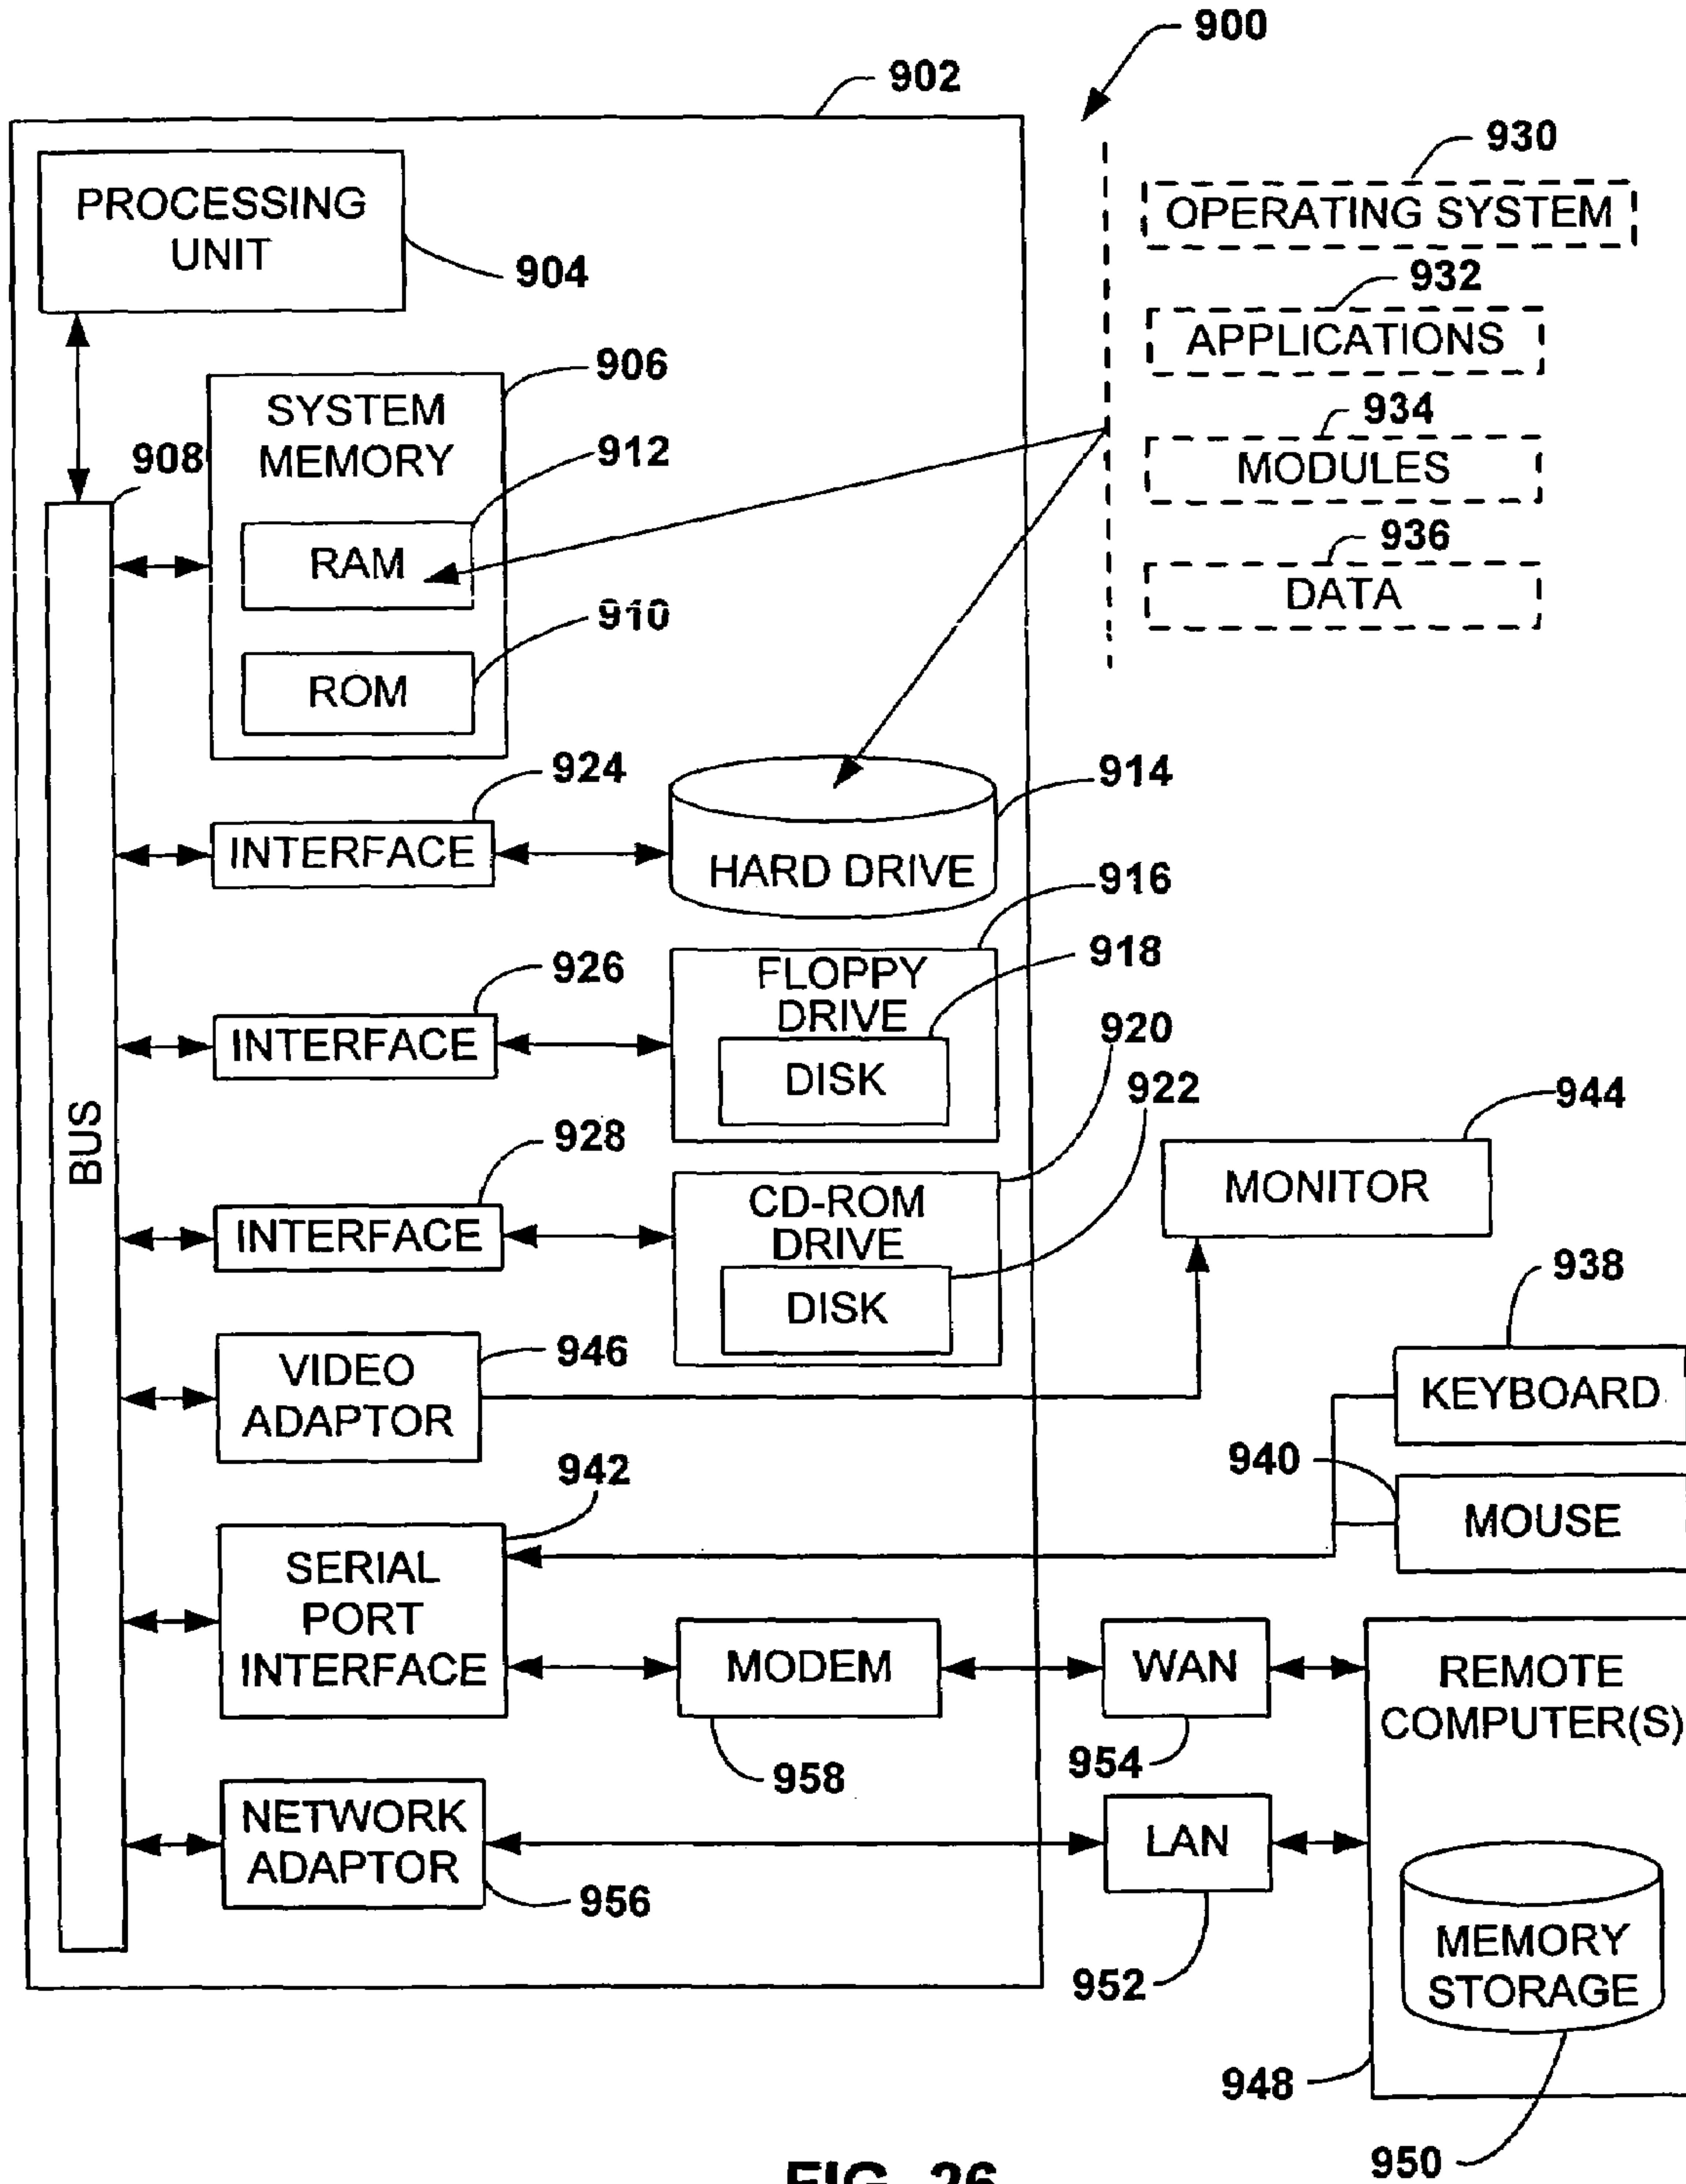 900
902
930
PROCESSING
UNIT
904
OPERATING SYSTEM
932
APPLICATIONS
906
SYSTEM
MEMORY
908
912
934
MODULES
RAM
936
DATA
910
ROM
924
914
INTERFACE
HARD DRIVE
916
926
918
FLOPPY
DRIVE
INTERFACE
DISK
920
922
944
BUS
928
MONITOR
CD-ROM
DRIVE
INTERFACE
DISK
938
946
VIDEO
ADAPTOR
KEYBOARD
942
940
MOUSE
SERIAL
PORT
INTERFACE
MODEM
WAN
REMOTE
COMPUTER(S)
958
954
NETWORK
ADAPTOR
LAN
956
952
MEMORY
STORAGE
948
950
FIG. 26